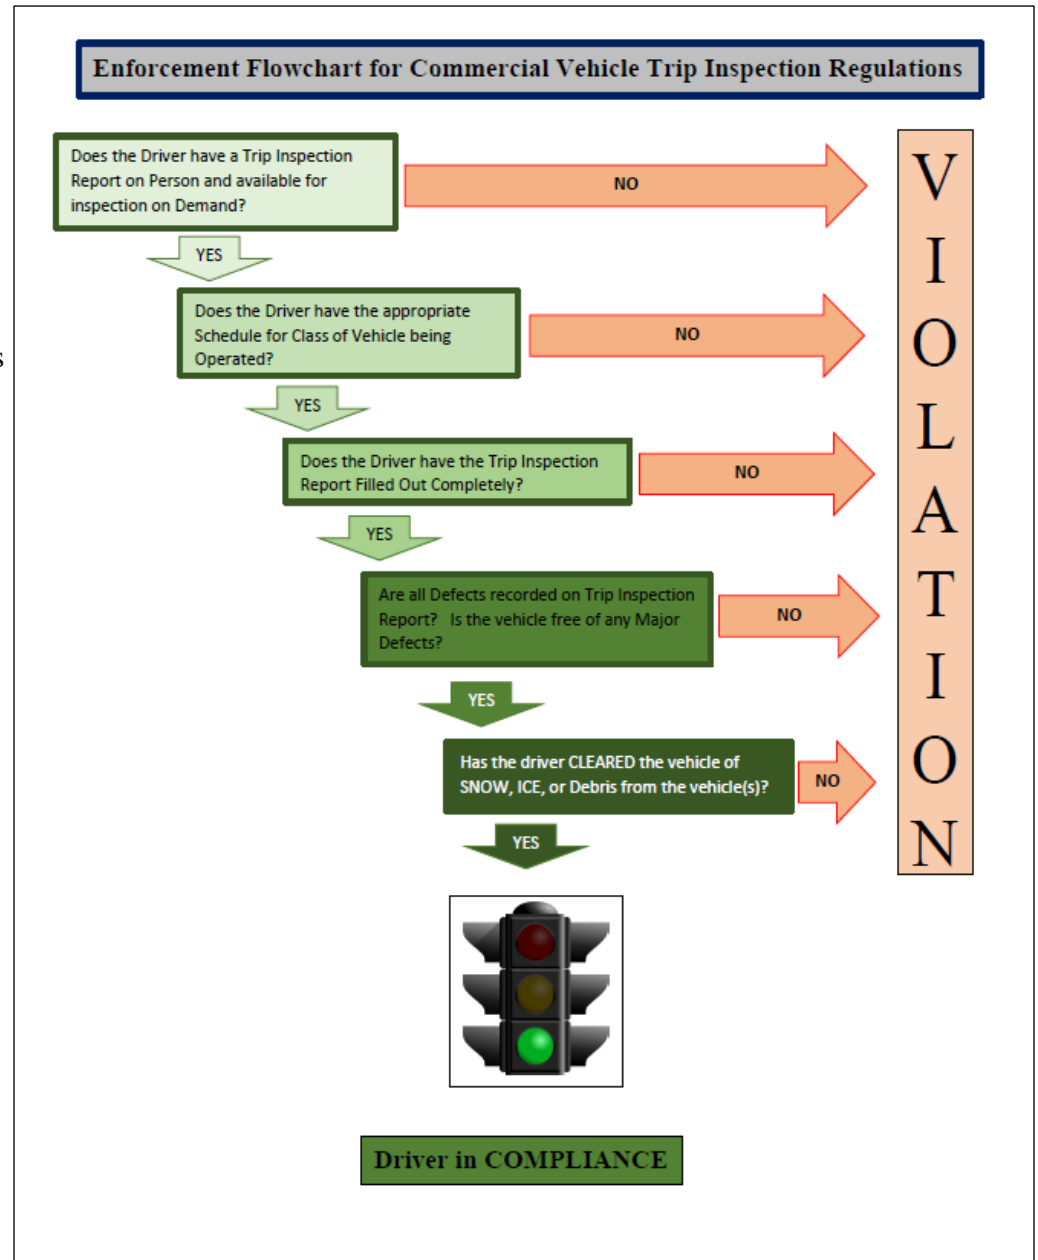 Enforcement Flowchart for Commercial Vehicle Trip Inspection Regulations
Does the Driver have a Trip Inspection
Report on Person and available for
inspection on Demand?
NO
YES
Does the Driver have the appropriate
Schedule for Class of Vehicle being
Operated?
NO
YES
Does the Driver have the Trip Inspection
Report Filled Out Completely?
NO
YES
Are all Defects recorded on Trip Inspection
Report?   Is the vehicle free of any Major
Defects?
NO
YES
Has the driver CLEARED the vehicle of
SNOW, ICE, or Debris from the vehicle(s)?
NO
YES
V
I
O
L
A
T
I
O
N
s
Driver in COMPLIANCE